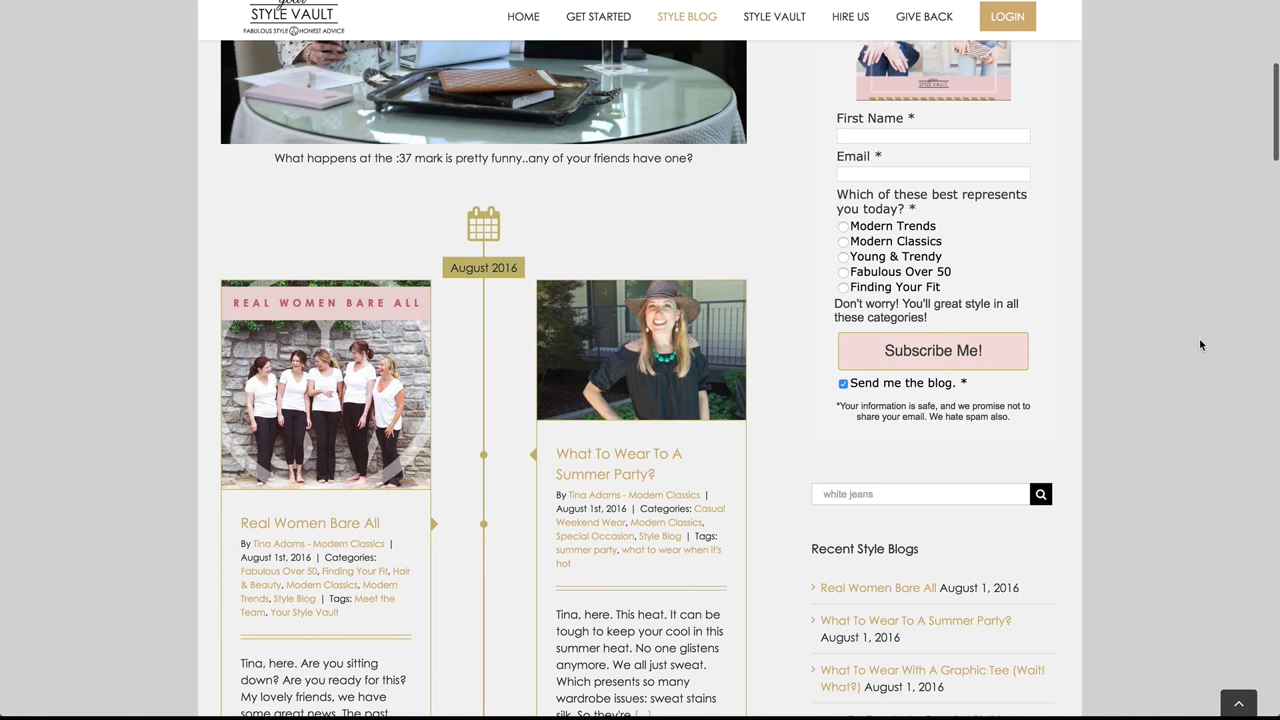 your
STYLE VAULT
FABULOUS STYLE HONEST ADVICE
HOME
GET STARTED
STYLE BLOG
STYLE VAULT
HIRE US
GIVE BACK
LOGIN
What happens at the :37 mark is pretty funny..any of your friends have one?
August 2016
REAL WOMEN BARE ALL
Real Women Bare All
By Tina Adams - Modern Classics |
August 1st, 2016 | Categories:
Fabulous Over 50, Finding Your Fit, Hair
& Beauty, Modern Classics, Modern
Trends, Style Blog | Tags: Meet the
Team, Your Style Vault
Tina, here. Are you sitting
down? Are you ready for this?
My lovely friends, we have
some great news. The past
What To Wear To A
Summer Party?
By Tina Adams - Modern Classics |
August 1st, 2016 | Categories: Casual
Weekend Wear, Modern Classics,
Special Occasion, Style Blog | Tags:
summer party, what to wear when it's
hot
Tina, here. This heat. It can be
tough to keep your cool in this
summer heat. No one glistens
anymore. We all just sweat.
Which presents so many
wardrobe issues: sweat stains
silk. So they're [...]
STYLE VAULT
First Name *
Email *
Which of these best represents
you today? *
Modern Trends
Modern Classics
Young & Trendy
Fabulous Over 50
Finding Your Fit
Don't worry! You'll great style in all
these categories!
Subscribe Me!
Send me the blog. *
*Your information is safe, and we promise not to
share your email. We hate spam also.
white jeans
Recent Style Blogs
Real Women Bare All August 1, 2016
What To Wear To A Summer Party?
August 1, 2016
What To Wear With A Graphic Tee (Wait!
What?) August 1, 2016